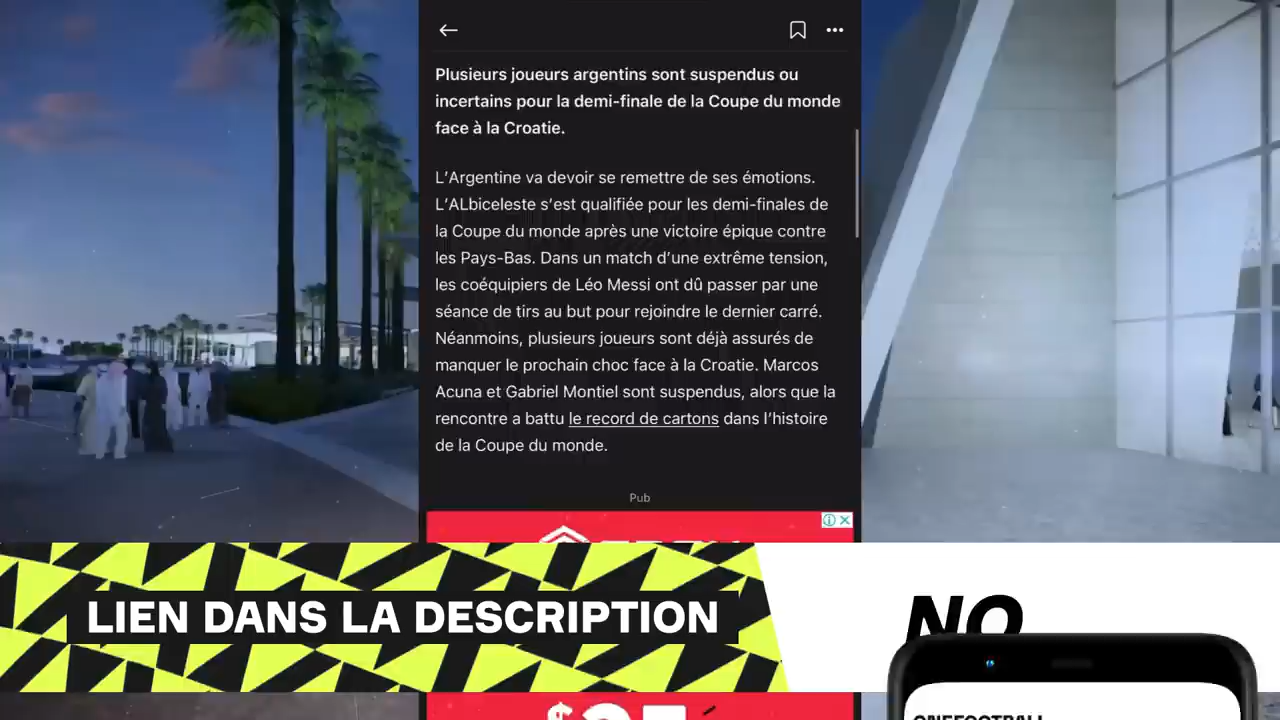 Plusieurs joueurs argentins sont suspendus ou
incertains pour la demi-finale de la Coupe du monde
face à la Croatie.
L’Argentine va devoir se remettre de ses émotions.
L’ALbiceleste s’est qualifiée pour les demi-finales de
la Coupe du monde après une victoire épique contre
les Pays-Bas. Dans un match d’une extrême tension,
les coéquipiers de Léo Messi ont dû passer par une
séance de tirs au but pour rejoindre le dernier carré.
Néanmoins, plusieurs joueurs sont déjà assurés de
manquer le prochain choc face à la Croatie. Marcos
Acuna et Gabriel Montiel sont suspendus, alors que la
rencontre a battu le record de cartons dans l’histoire
de la Coupe du monde.
Pub
LIEN DANS LA DESCRIPTION
NO
ONEFOOTBALL